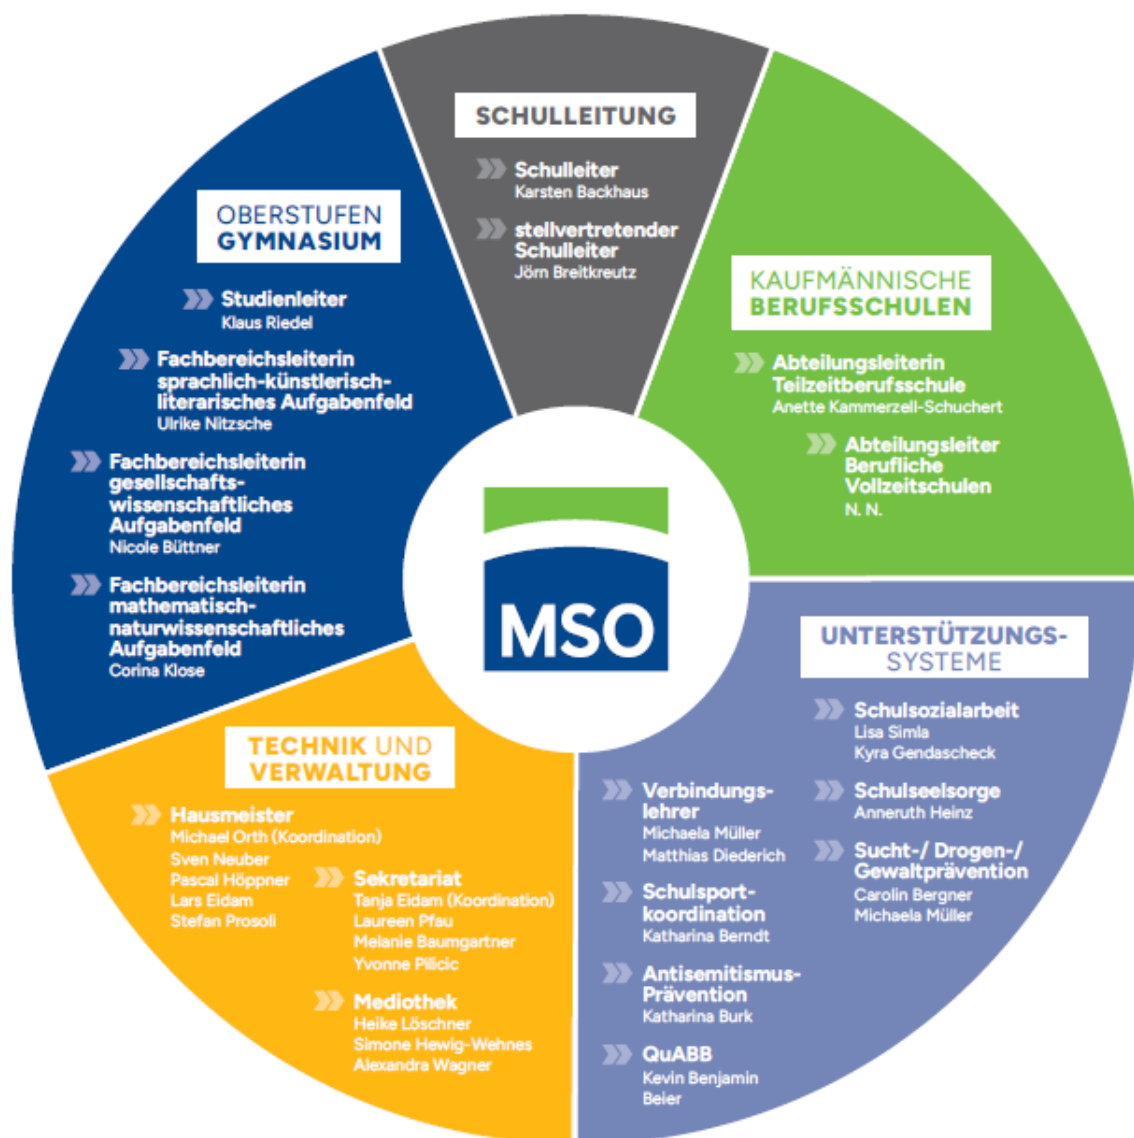 SCHULLEITUNG
Schulleiter
Karsten Backhaus
stellvertretender
Schulleiter
Jörn Breitkreutz
OBERSTUFEN
GYMNASIUM
Studienleiter
Klaus Riedel
Fachbereichsleiterin
sprachlich-künstlerisch-
literarisches Aufgabenfeld
Ulrike Nitzsche
Fachbereichsleiterin
gesellschafts-
wissenschaftliches
Aufgabenfeld
Nicole Büttner
Fachbereichsleiterin
mathematisch-
naturwissenschaftliches
Aufgabenfeld
Corina Klose
KAUFMÄNNISCHE
BERUFSSCHULEN
Abteilungsleiterin
Teilzeitberufsschule
Anette Kammerzell-Schuchert
Abteilungsleiter
Berufliche
Vollzeitschulen
N. N.
MSO
TECHNIK UND
VERWALTUNG
Hausmeister
Michael Orth (Koordination)
Sven Neuber
Pascal Höppner
Lars Eidam
Stefan Prosoli
Sekretariat
Tanja Eidam (Koordination)
Laureen Pfau
Melanie Baumgartner
Yvonne Pilicic
Mediothek
Heike Löschner
Simone Hewig-Wehnes
Alexandra Wagner
UNTERSTÜTZUNGS-
SYSTEME
Verbindungs-
lehrer
Michaela Müller
Matthias Diederich
Schulsport-
koordination
Katharina Berndt
Antisemitismus-
Prävention
Katharina Burk
QuABB
Kevin Benjamin
Beier
Schulsozialarbeit
Lisa Simla
Kyra Gendascheck
Schulseelsorge
Anneruth Heinz
Sucht-/ Drogen-/
Gewaltprävention
Carolin Bergner
Michaela Müller